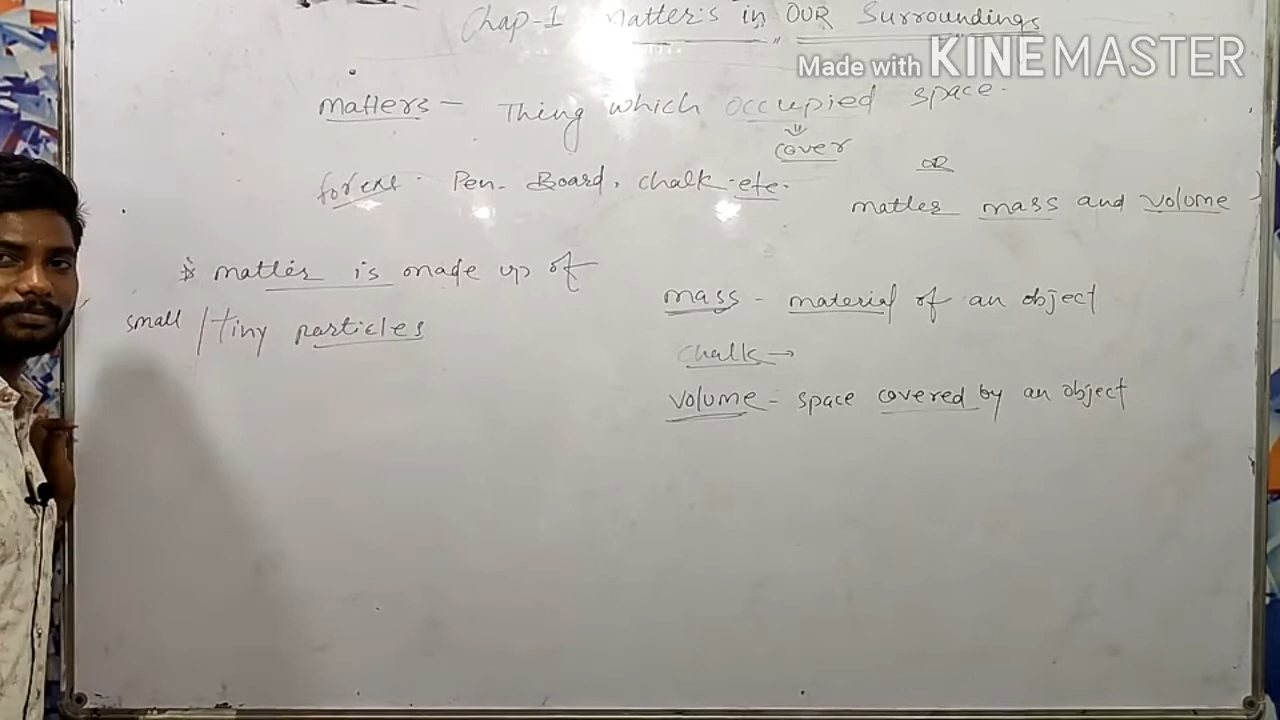 Chap-1 Matter's in OUR Surroundings
Made with KINEMASTER
matters - Thing which occupied space.
cover
for exe. Pen. Board, chalk.etc.
OR
matter mass and volume
matter is made up of
small / tiny particles
mass - material of an object
chalk →
volume - space covered by an object